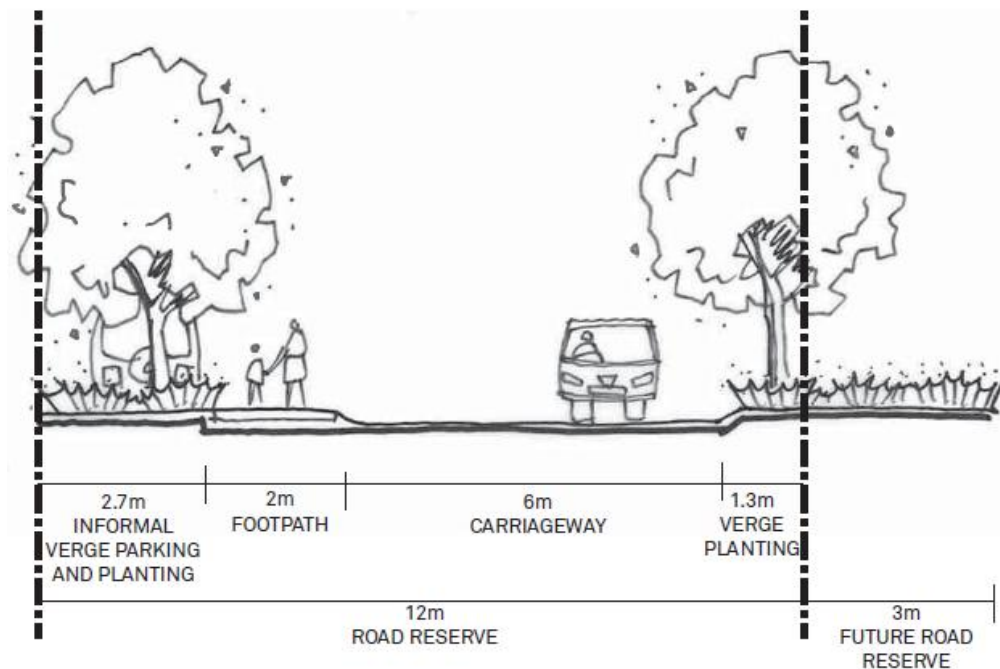 2.7m
INFORMAL
VERGE PARKING
AND PLANTING
2m
FOOTPATH
6m
CARRIAGEWAY
1.3m
VERGE
PLANTING
12m
ROAD RESERVE
3m
FUTURE ROAD
RESERVE